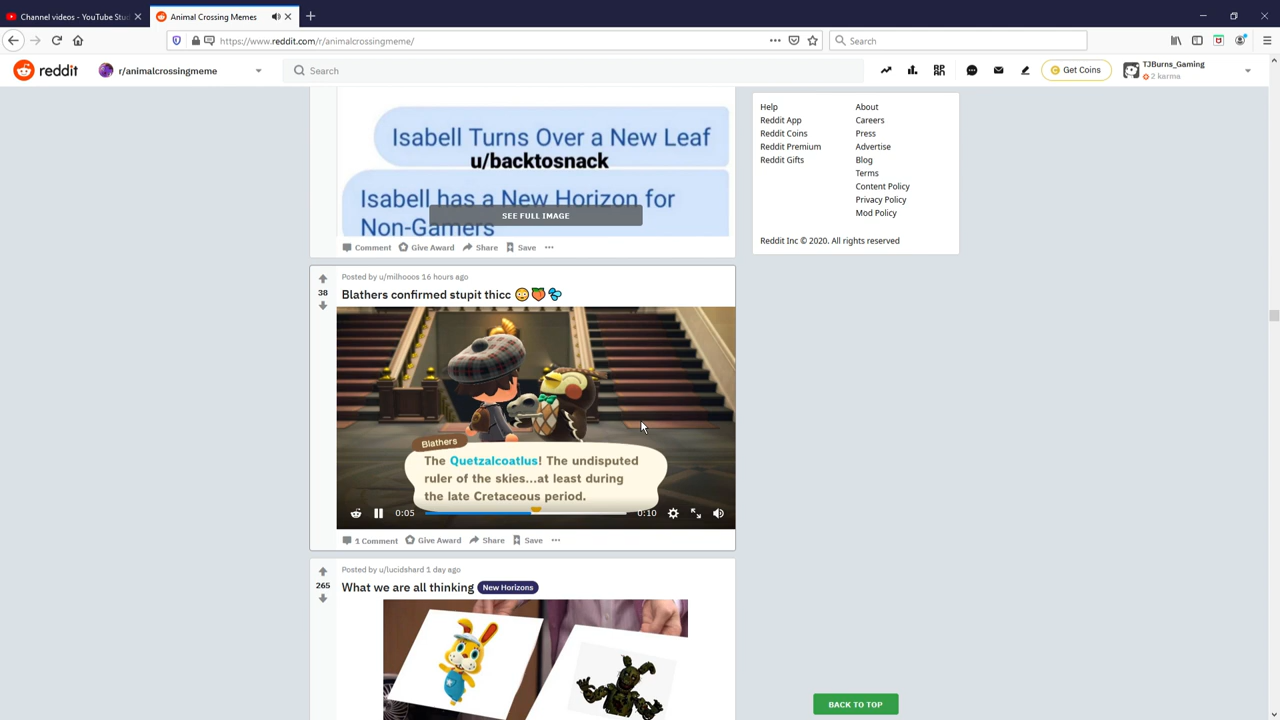 Channel videos - YouTube Stud
Animal Crossing Memes
https://www.reddit.com/r/animalcrossingmeme/
Search
reddit
r/animalcrossingmeme
Search
Get Coins
TJBurns_Gaming
2 karma
Isabell Turns Over a New Leaf
u/backtosnack
Isabell has a New Horizon for
Non-Gamers
SEE FULL IMAGE
Comment Give Award Share Save
38
Posted by u/milhooos 16 hours ago
Blathers confirmed stupit thicc 😳🍑💦
Blathers
The Quetzalcoatlus! The undisputed
ruler of the skies...at least during
the late Cretaceous period.
0:05 0:10
1 Comment Give Award Share Save
265
Posted by u/lucidshard 1 day ago
What we are all thinking New Horizons
Help About
Reddit App Careers
Reddit Coins Press
Reddit Premium Advertise
Reddit Gifts Blog
Terms
Content Policy
Privacy Policy
Mod Policy
Reddit Inc © 2020. All rights reserved
BACK TO TOP